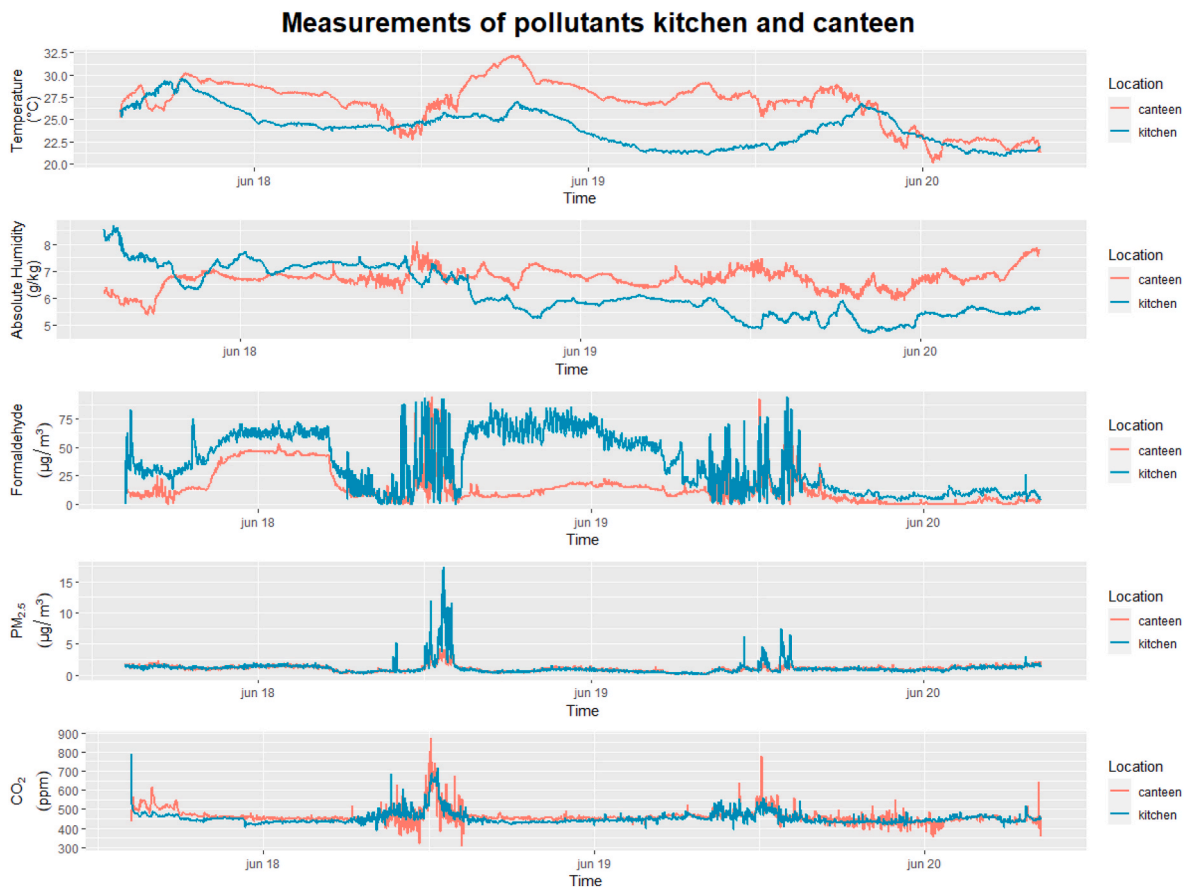 Measurements of pollutants kitchen and canteen
Temperature
(°C)
32.5
30.0
27.5
25.0
22.5
20.0
jun 18
jun 19
jun 20
Time
Location
canteen
kitchen
Absolute Humidity
(g/kg)
8
7
6
5
jun 18
jun 19
jun 20
Time
Location
canteen
kitchen
Formaldehyde
(µg/m³)
75
50
25
0
jun 18
jun 19
jun 20
Time
Location
canteen
kitchen
PM₂.₅
(µg/m³)
15
10
5
0
jun 18
jun 19
jun 20
Time
Location
canteen
kitchen
CO₂
(ppm)
900
800
700
600
500
400
300
jun 18
jun 19
jun 20
Time
Location
canteen
kitchen